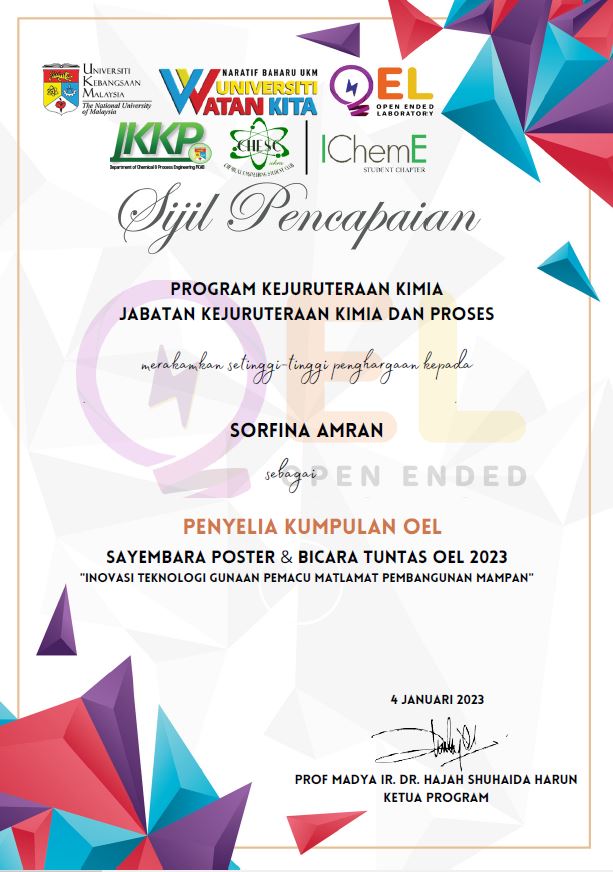 UNIVERSITI
KEBANGSAAN
MALAYSIA
The National University
of Malaysia
NARATIF BAHARU UKM
UNIVERSITI
WATAN KITA
OEL
OPEN ENDED
LABORATORY
JKKP
Department of Chemical & Process Engineering FKAB
CHESC
ukm
CHEMICAL ENGINEERING STUDENT CLUB
IChemE
STUDENT CHAPTER
Sijil Pencapaian
PROGRAM KEJURUTERAAN KIMIA
JABATAN KEJURUTERAAN KIMIA DAN PROSES
merakamkan setinggi-tinggi penghargaan kepada
OEL
SORFINA AMRAN
sebagai
OPEN ENDED
PENYELIA KUMPULAN OEL
SAYEMBARA POSTER & BICARA TUNTAS OEL 2023
"INOVASI TEKNOLOGI GUNAAN PEMACU MATLAMAT PEMBANGUNAN MAMPAN"
4 JANUARI 2023
PROF MADYA IR. DR. HAJAH SHUHAIDA HARUN
KETUA PROGRAM